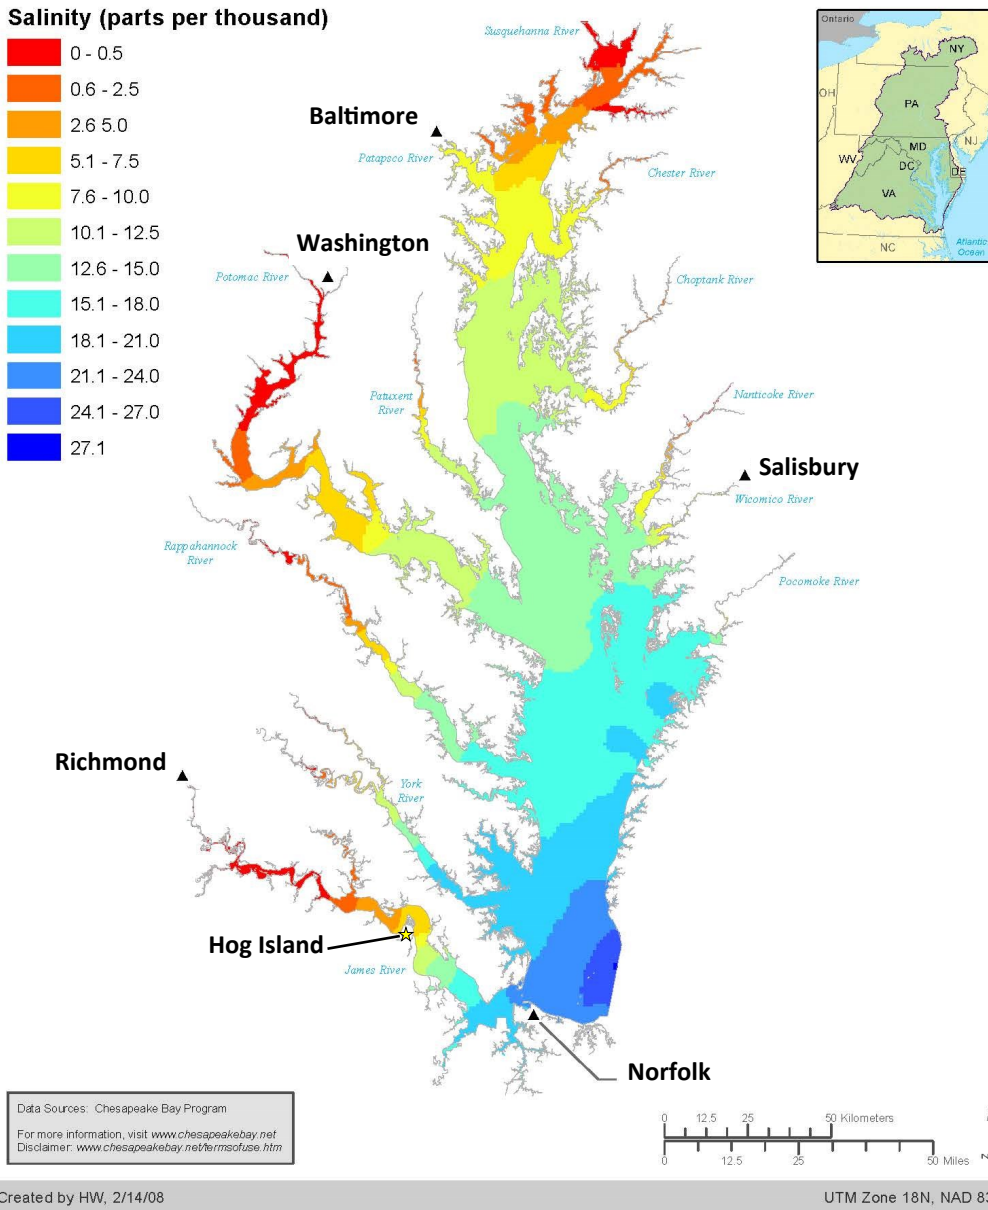 Salinity (parts per thousand)
0 - 0.5
0.6 - 2.5
2.6 5.0
5.1 - 7.5
7.6 - 10.0
10.1 - 12.5
12.6 - 15.0
15.1 - 18.0
18.1 - 21.0
21.1 - 24.0
24.1 - 27.0
27.1
Susquehanna River
Baltimore
Patapsco River
Chester River
Washington
Potomac River
Choptank River
Patuxent
River
Nanticoke River
Salisbury
Wicomico River
Rappahannock
River
Pocomoke River
Richmond
York
River
Hog Island
James River
Norfolk
Ontario
NY
OH
PA
NJ
MD
WV
DC
DE
VA
NC
Atlantic
Ocean
Data Sources: Chesapeake Bay Program
For more information, visit www.chesapeakebay.net
Disclaimer: www.chesapeakebay.net/termsofuse.htm
0 12.5 25 50 Kilometers
0 12.5 25 50 Miles
Z
Created by HW, 2/14/08
UTM Zone 18N, NAD 83